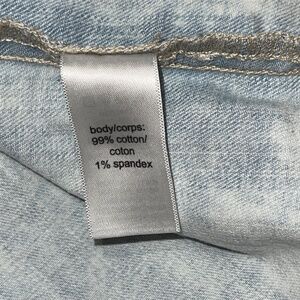 body/corps:
99% cotton/
coton
1% spandex